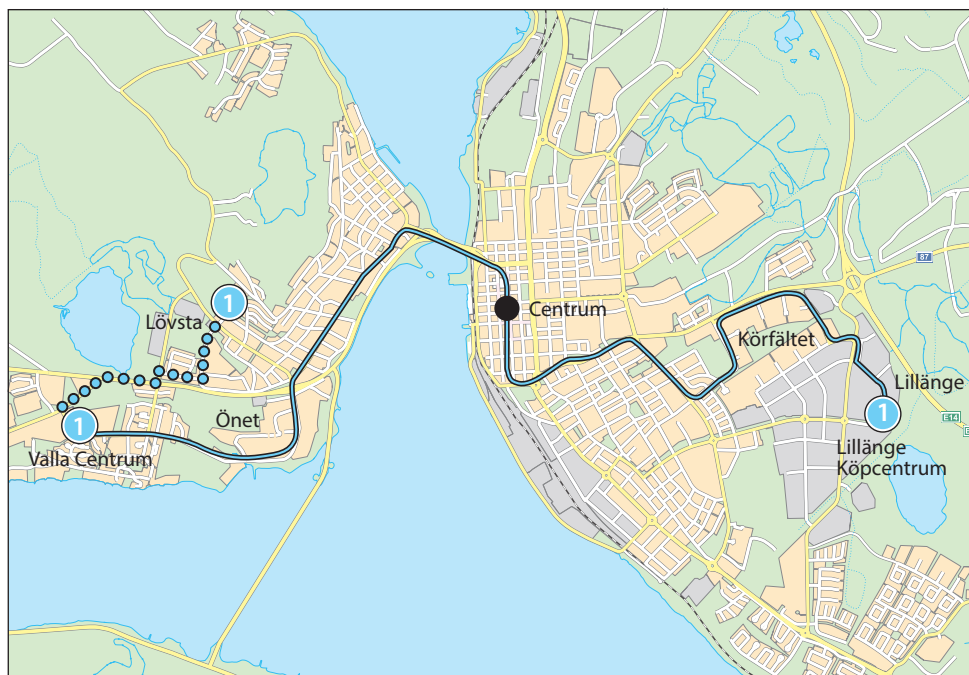 87
1
Centrum
Lövsta
Körfältet
Lillänge
1
E14
Önet
1
Valla Centrum
Lillänge
Köpcentrum